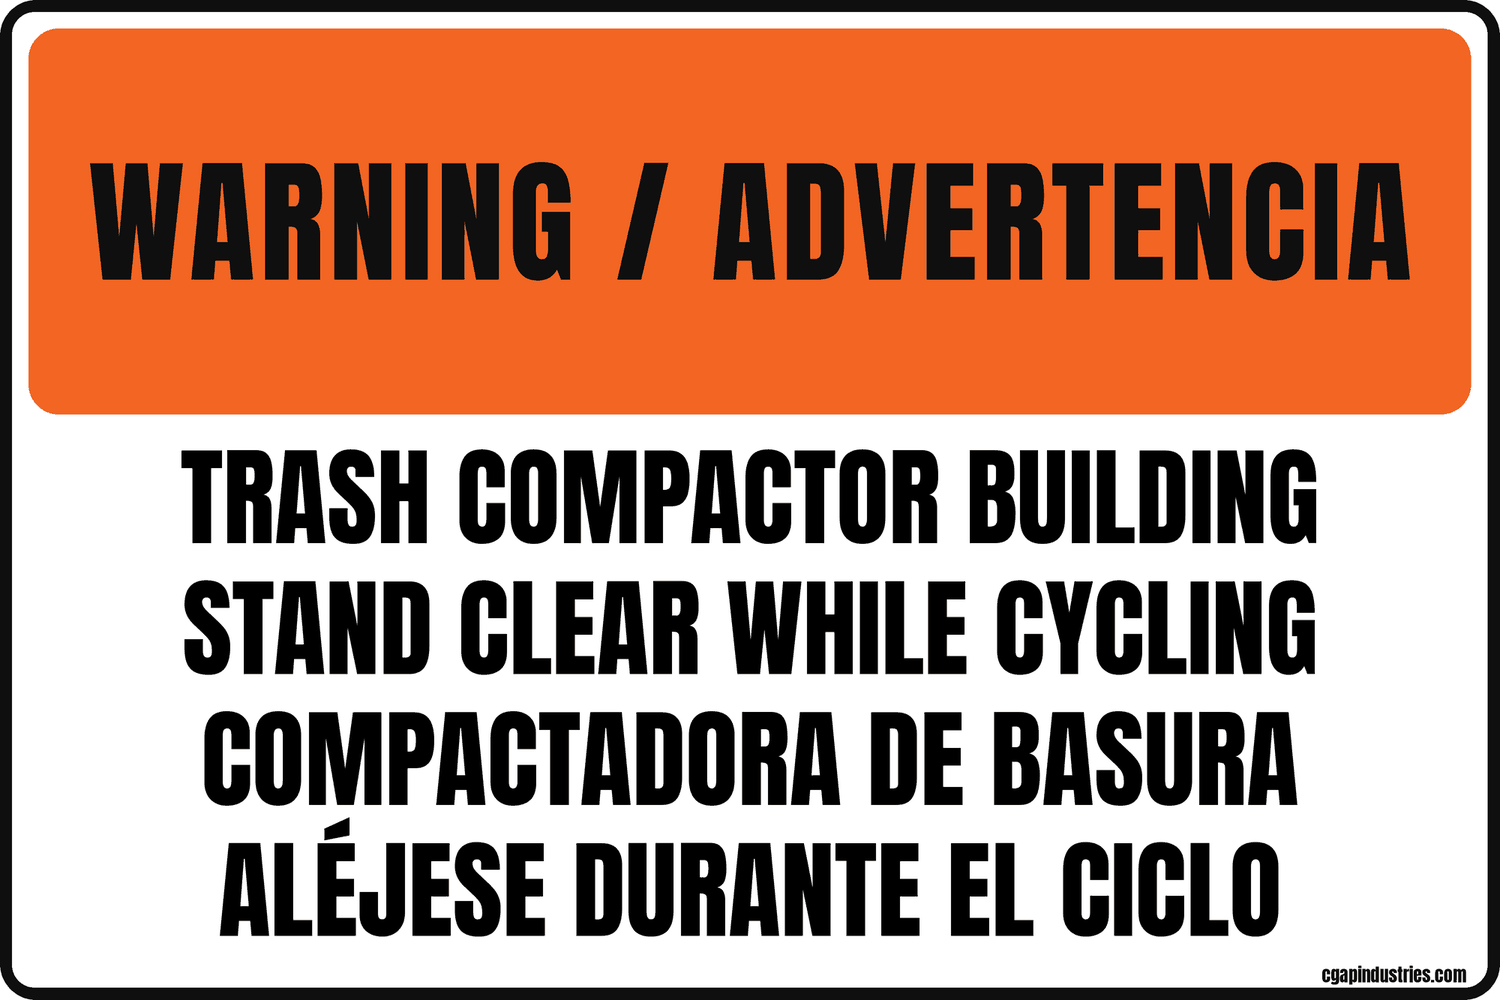 WARNING / ADVERTENCIA
TRASH COMPACTOR BUILDING
STAND CLEAR WHILE CYCLING
COMPACTADORA DE BASURA
ALÉJESE DURANTE EL CICLO
cgapindustries.com